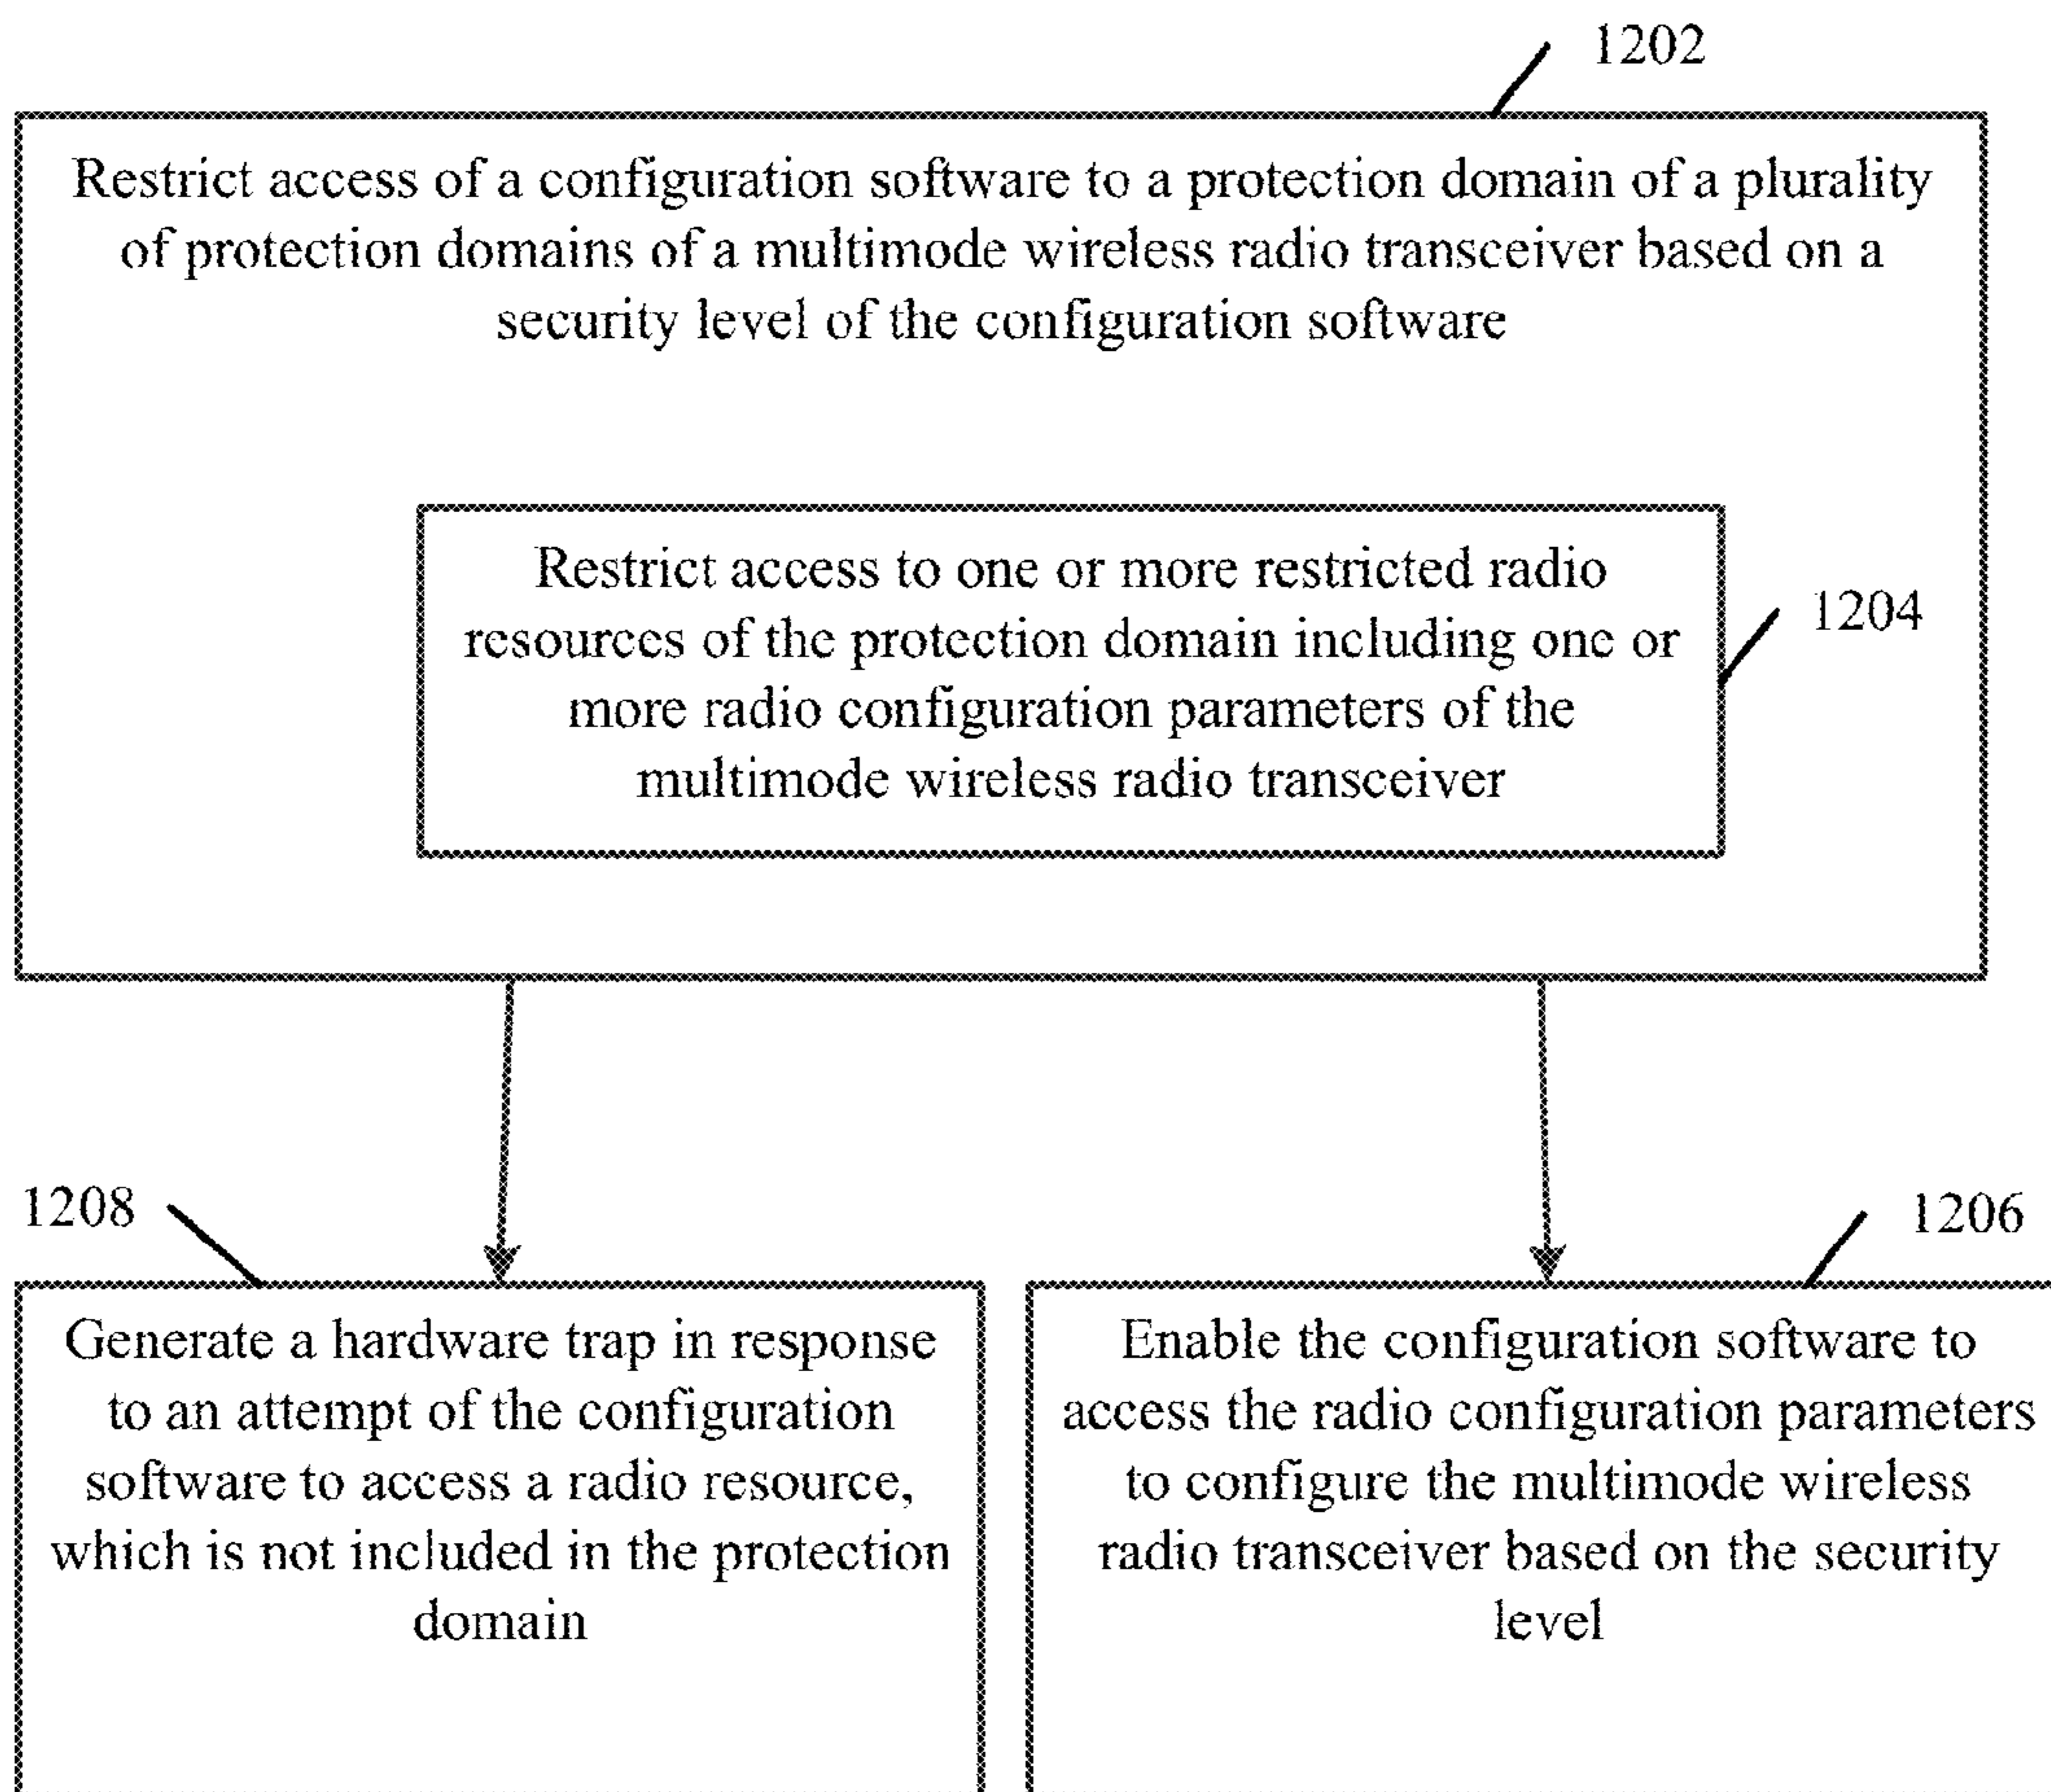 1202
Restrict access of a configuration software to a protection domain of a plurality
of protection domains of a multimode wireless radio transceiver based on a
security level of the configuration software
Restrict access to one or more restricted radio
resources of the protection domain including one or
more radio configuration parameters of the
multimode wireless radio transceiver
1204
1208
Generate a hardware trap in response
to an attempt of the configuration
software to access a radio resource,
which is not included in the protection
domain
1206
Enable the configuration software to
access the radio configuration parameters
to configure the multimode wireless
radio transceiver based on the security
level